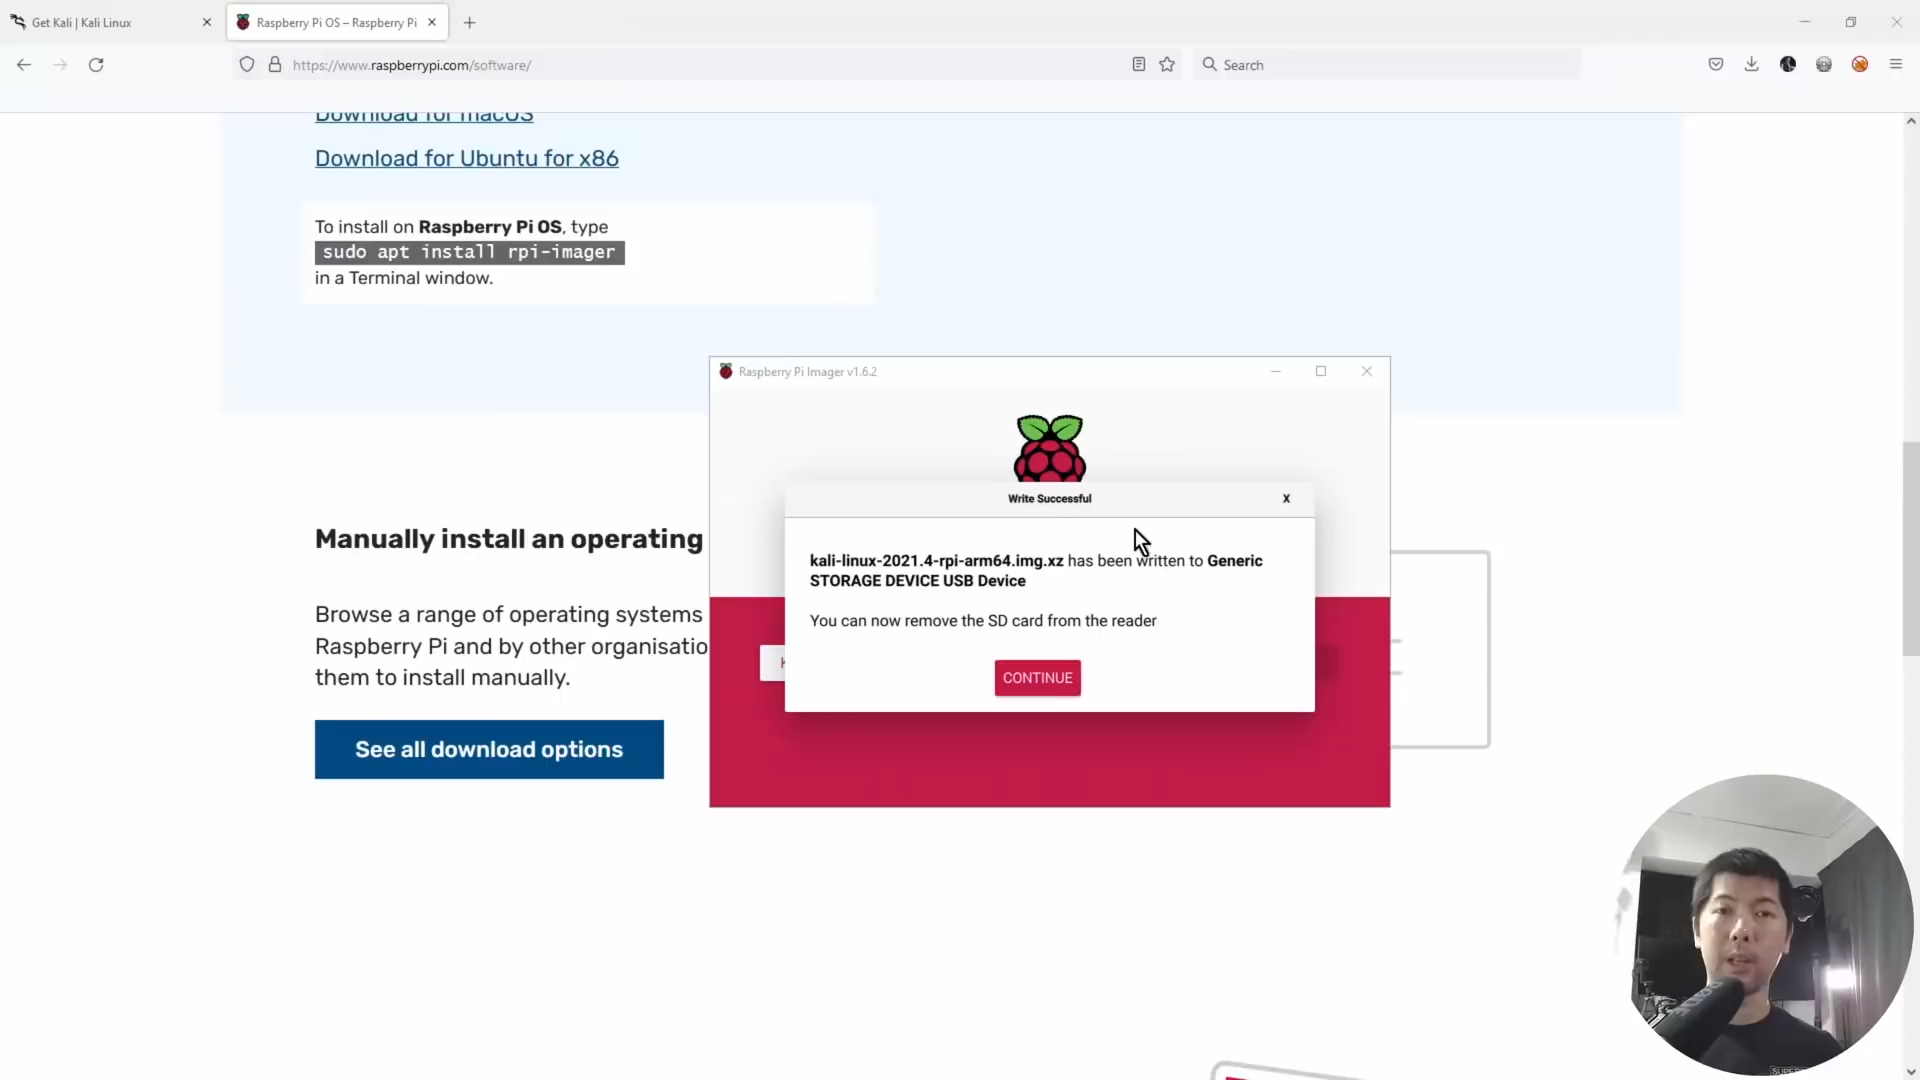 Get Kali | Kali Linux
Raspberry Pi OS – Raspberry Pi
https://www.raspberrypi.com/software/
Search
Download for macOS
Download for Ubuntu for x86
To install on Raspberry Pi OS, type
sudo apt install rpi-imager
in a Terminal window.
Raspberry Pi Imager v1.6.2
Write Successful
X
kali-linux-2021.4-rpi-arm64.img.xz has been written to Generic
STORAGE DEVICE USB Device
You can now remove the SD card from the reader
CONTINUE
Manually install an operating
Browse a range of operating systems
Raspberry Pi and by other organisatio
them to install manually.
See all download options